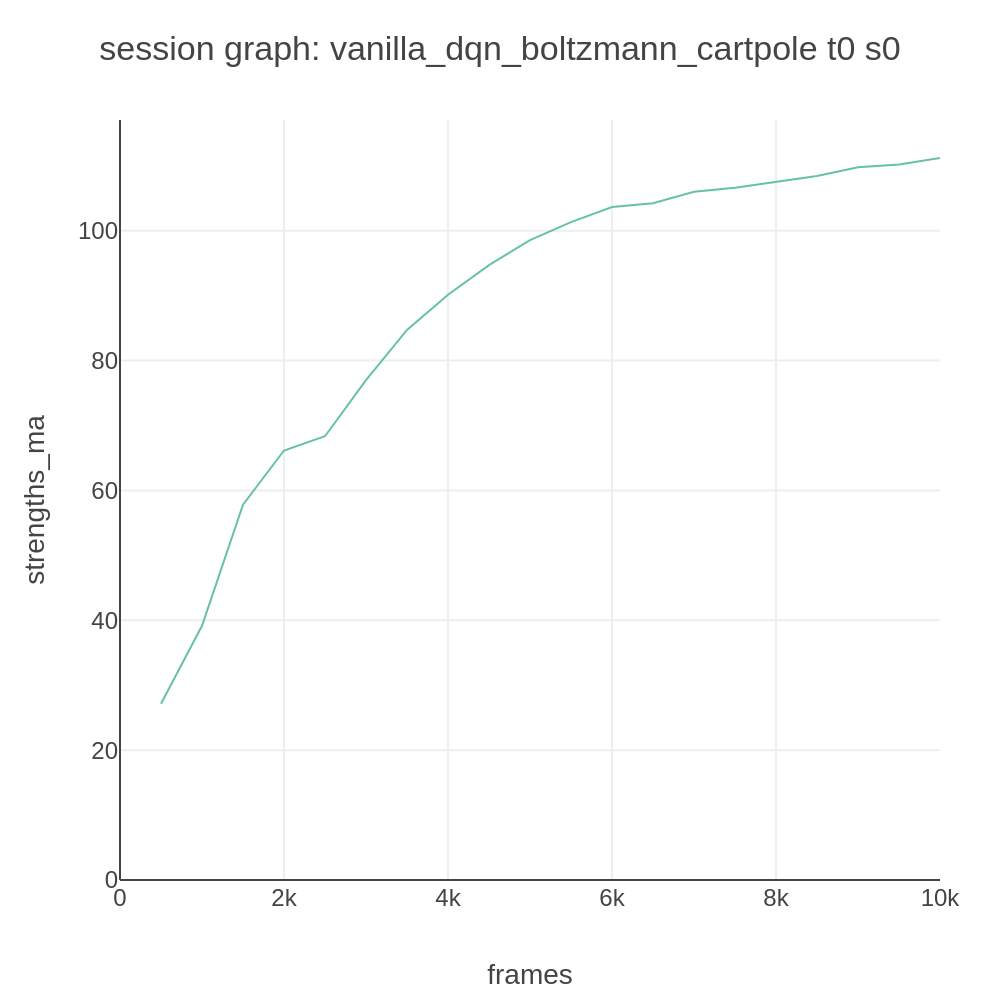 session graph: vanilla_dqn_boltzmann_cartpole t0 s0
strengths_ma
100
80
60
40
20
0
0 2k 4k 6k 8k 10k
frames